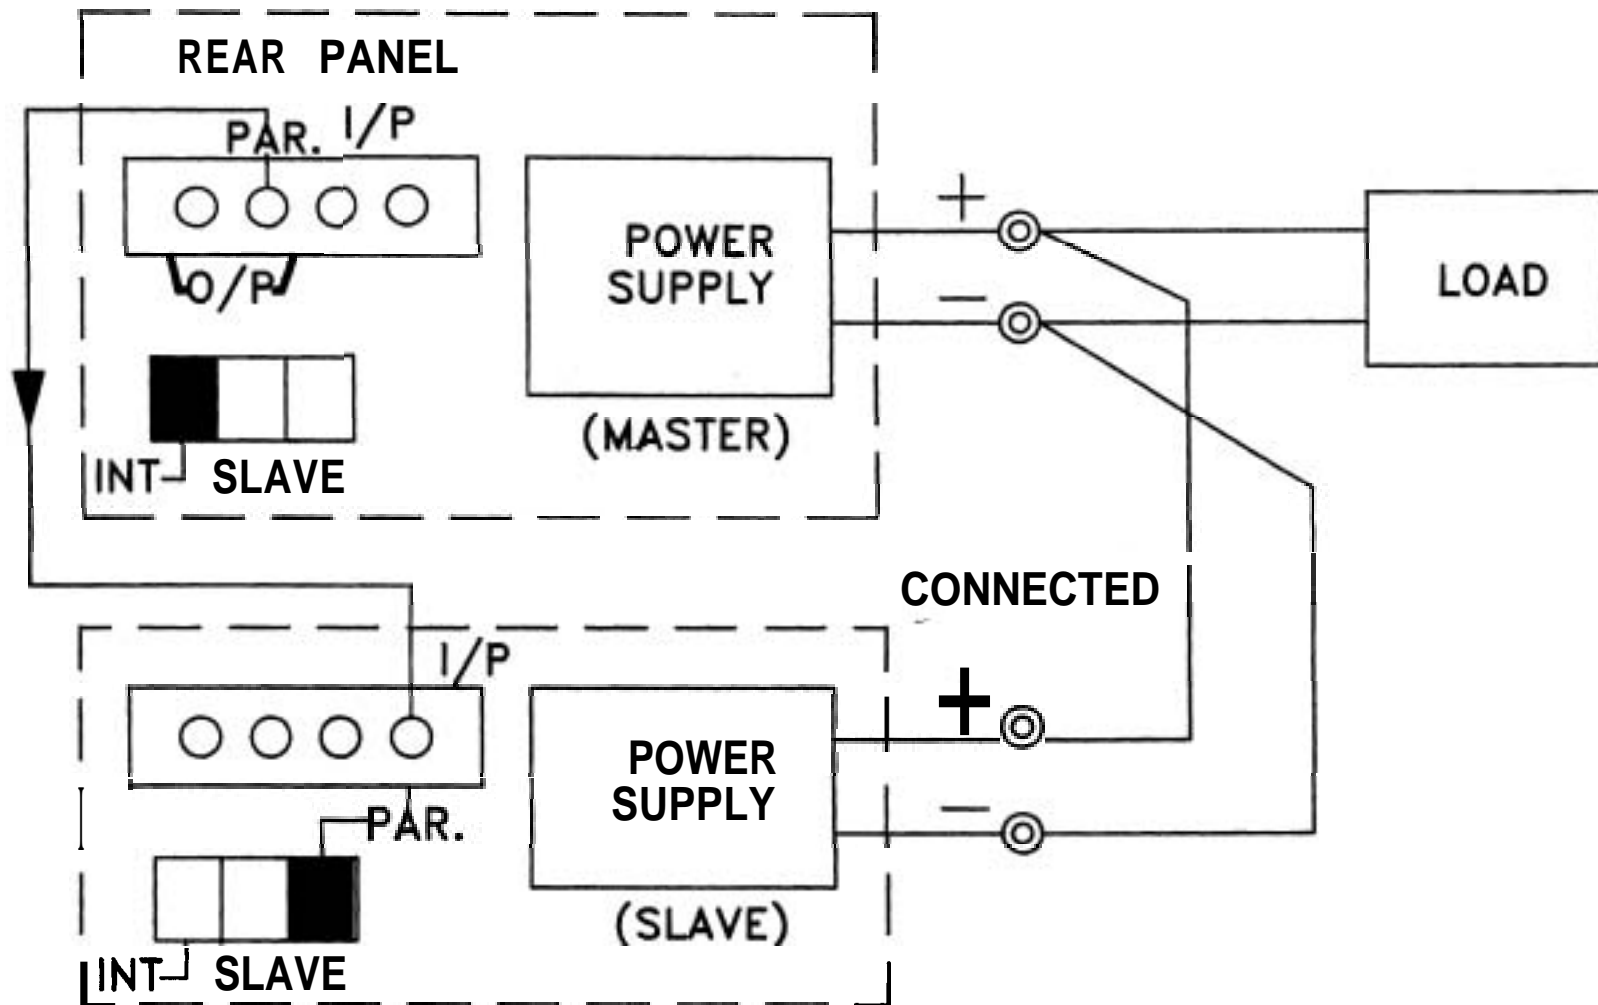 REAR PANEL
PAR. I/P
O/P
POWER
SUPPLY
+
−
LOAD
(MASTER)
INT SLAVE
CONNECTED
I/P
POWER
SUPPLY
+
−
PAR.
(SLAVE)
INT SLAVE